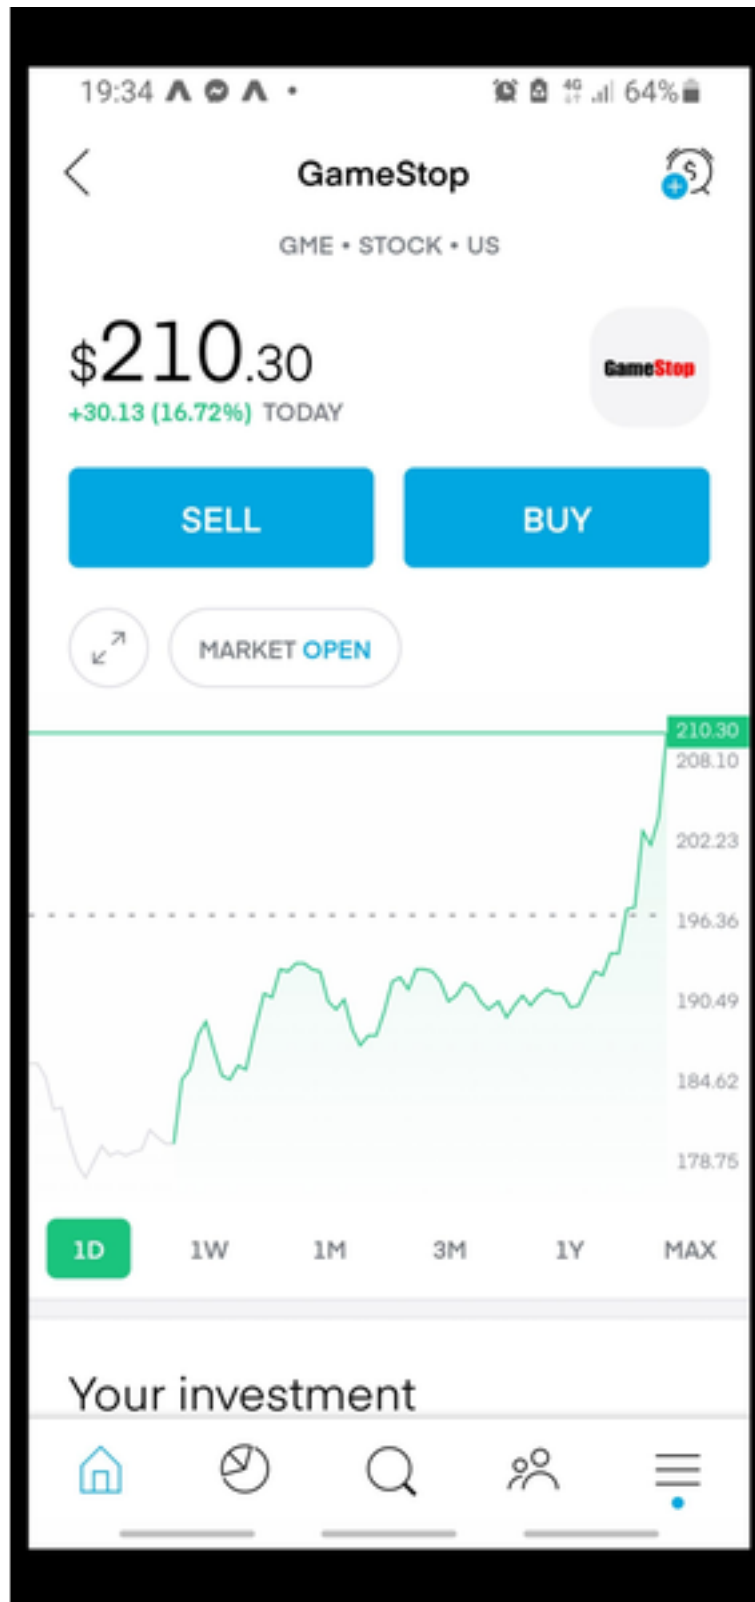 19:34 4G 64%
GameStop
GME • STOCK • US
$210.30
+30.13 (16.72%) TODAY
GameStop
SELL BUY
MARKET OPEN
210.30
208.10
202.23
196.36
190.49
184.62
178.75
1D 1W 1M 3M 1Y MAX
Your investment